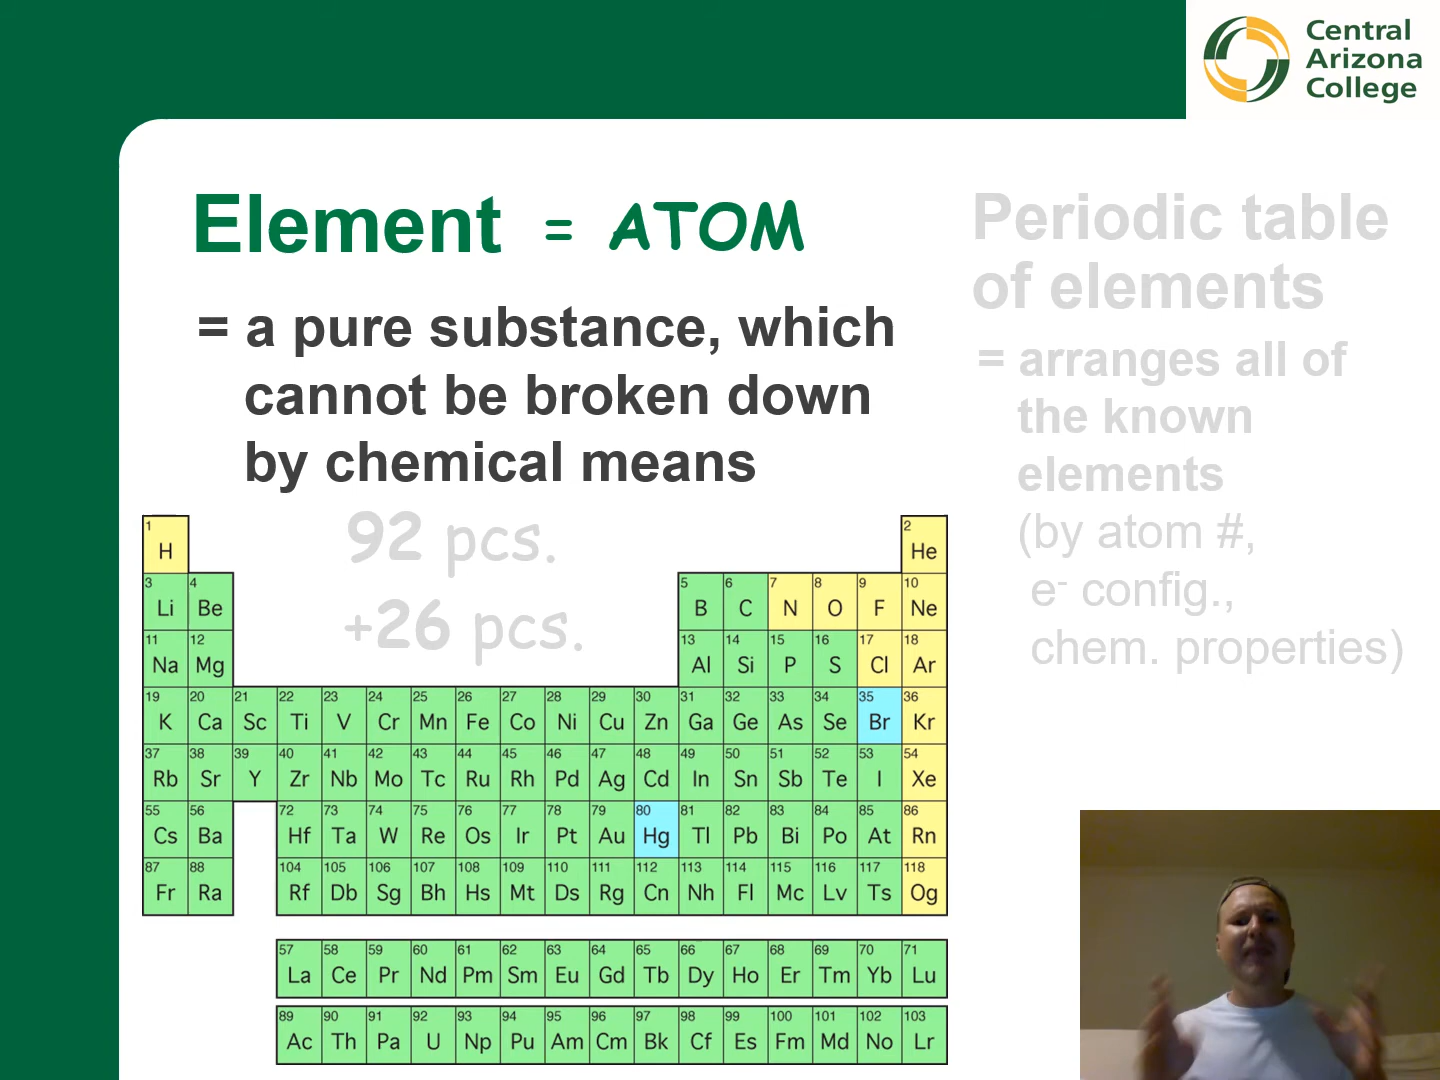 Central
Arizona
College
Element = ATOM
= a pure substance, which
cannot be broken down
by chemical means
92 pcs.
+26 pcs.
Periodic table
of elements
= arranges all of
the known
elements
(by atom #,
e- config.,
chem. properties)
1 2
H He
3 4 5 6 7 8 9 10
Li Be B C N O F Ne
11 12 13 14 15 16 17 18
Na Mg Al Si P S Cl Ar
19 20 21 22 23 24 25 26 27 28 29 30 31 32 33 34 35 36
K Ca Sc Ti V Cr Mn Fe Co Ni Cu Zn Ga Ge As Se Br Kr
37 38 39 40 41 42 43 44 45 46 47 48 49 50 51 52 53 54
Rb Sr Y Zr Nb Mo Tc Ru Rh Pd Ag Cd In Sn Sb Te I Xe
55 56 72 73 74 75 76 77 78 79 80 81 82 83 84 85 86
Cs Ba Hf Ta W Re Os Ir Pt Au Hg Tl Pb Bi Po At Rn
87 88 104 105 106 107 108 109 110 111 112 113 114 115 116 117 118
Fr Ra Rf Db Sg Bh Hs Mt Ds Rg Cn Nh Fl Mc Lv Ts Og
57 58 59 60 61 62 63 64 65 66 67 68 69 70 71
La Ce Pr Nd Pm Sm Eu Gd Tb Dy Ho Er Tm Yb Lu
89 90 91 92 93 94 95 96 97 98 99 100 101 102 103
Ac Th Pa U Np Pu Am Cm Bk Cf Es Fm Md No Lr